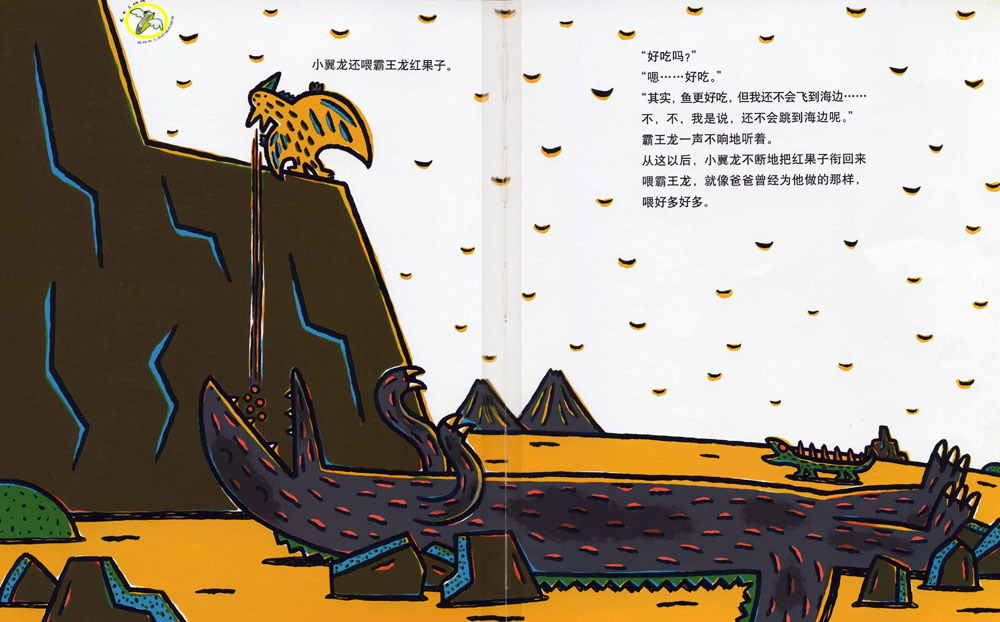 小翼龙还喂霸王龙红果子。
“好吃吗？”
“嗯……好吃。”
“其实，鱼更好吃，但我还不会飞到海边……
不，不，我是说，还不会跳到海边呢。”
霸王龙一声不响地听着。
从这以后，小翼龙不断地把红果子衔回来
喂霸王龙，就像爸爸曾经为他做的那样，
喂好多好多。